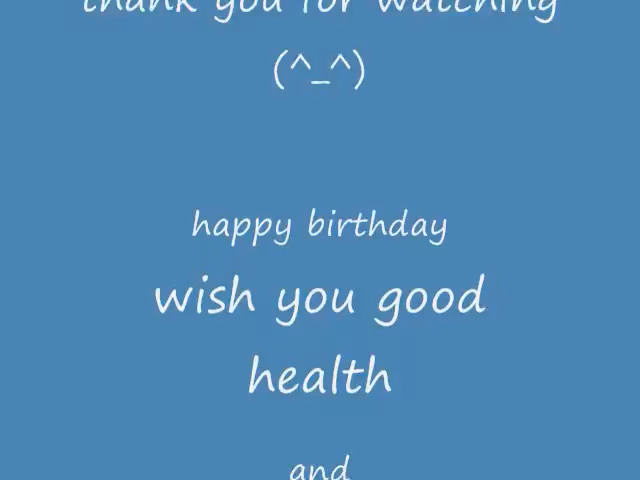 thank you for watching
(^_^)
happy birthday
wish you good
health
and